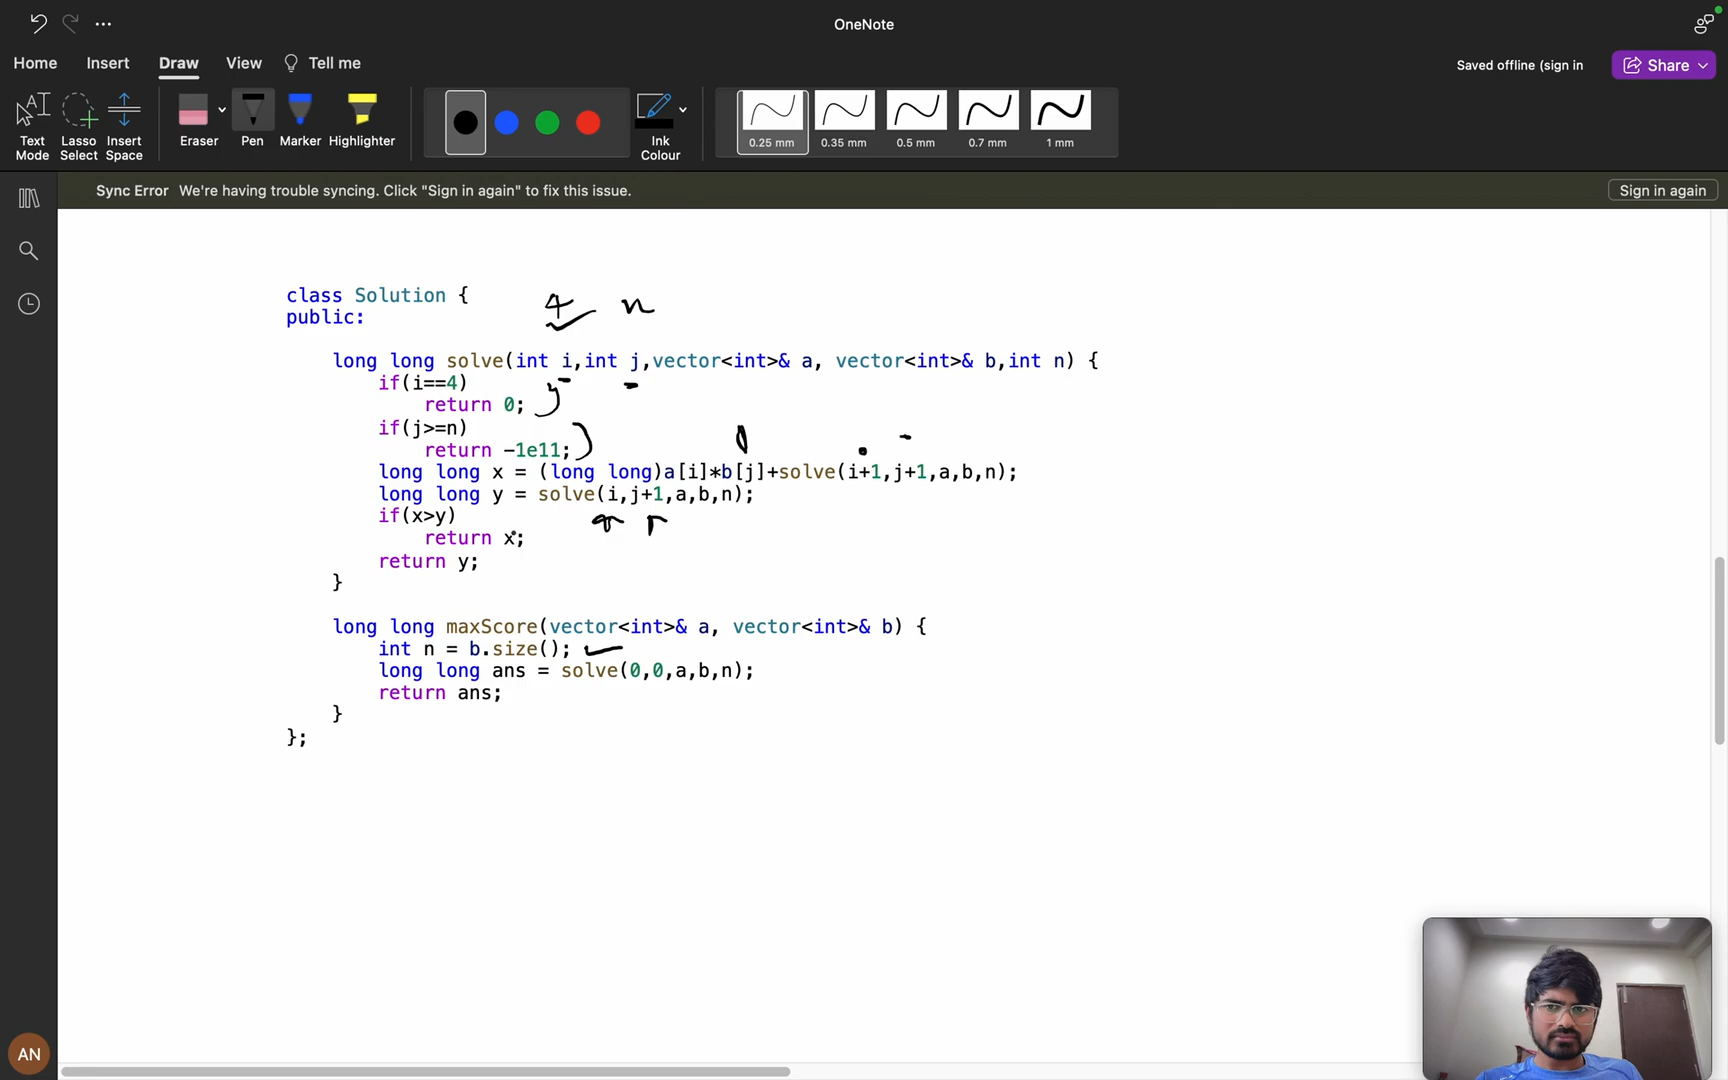 OneNote
Home Insert Draw View Tell me
Saved offline (sign in
Share
Text Mode
Lasso Select
Insert Space
Eraser
Pen
Marker
Highlighter
Ink Colour
0.25 mm
0.35 mm
0.5 mm
0.7 mm
1 mm
Sync Error We're having trouble syncing. Click "Sign in again" to fix this issue.
Sign in again
class Solution {
4 n
public:
long long solve(int i,int j,vector<int>& a, vector<int>& b,int n) {
if(i==4)
return 0;
if(j>=n)
return -1e11;
long long x = (long long)a[i]*b[j]+solve(i+1,j+1,a,b,n);
long long y = solve(i,j+1,a,b,n);
if(x>y)
return x;
return y;
}
long long maxScore(vector<int>& a, vector<int>& b) {
int n = b.size();
long long ans = solve(0,0,a,b,n);
return ans;
}
};
AN